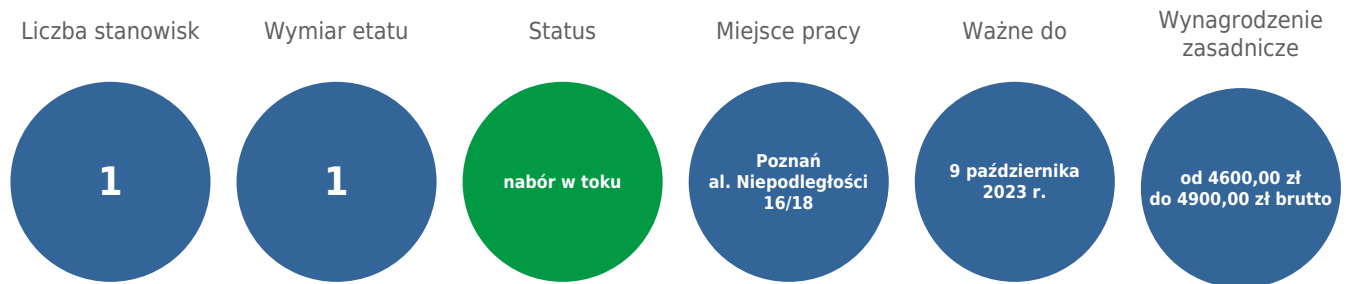 Liczba stanowisk
1
Wymiar etatu
1
Status
nabór w toku
Miejsce pracy
Poznań
al. Niepodległości
16/18
Ważne do
9 października
2023 r.
Wynagrodzenie
zasadnicze
od 4600,00 zł
do 4900,00 zł brutto